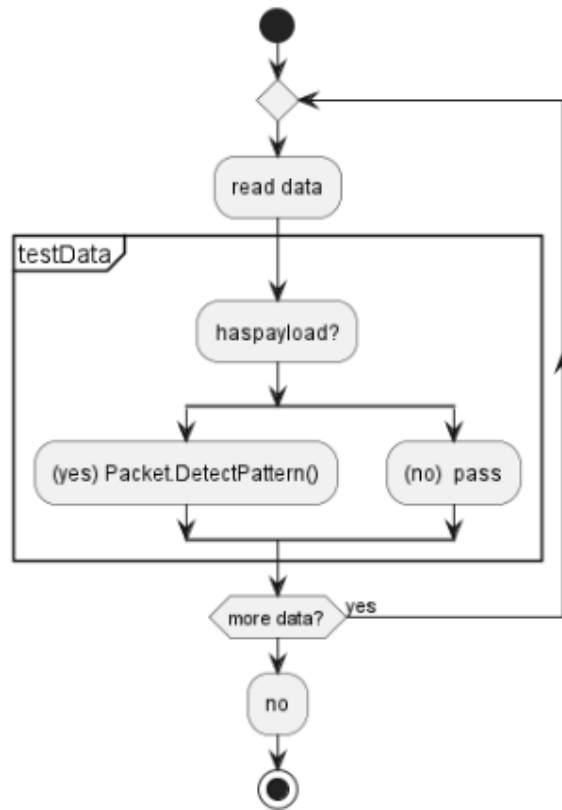 read data
testData
haspayload?
(yes) Packet.DetectPattern()
(no) pass
more data?
yes
no